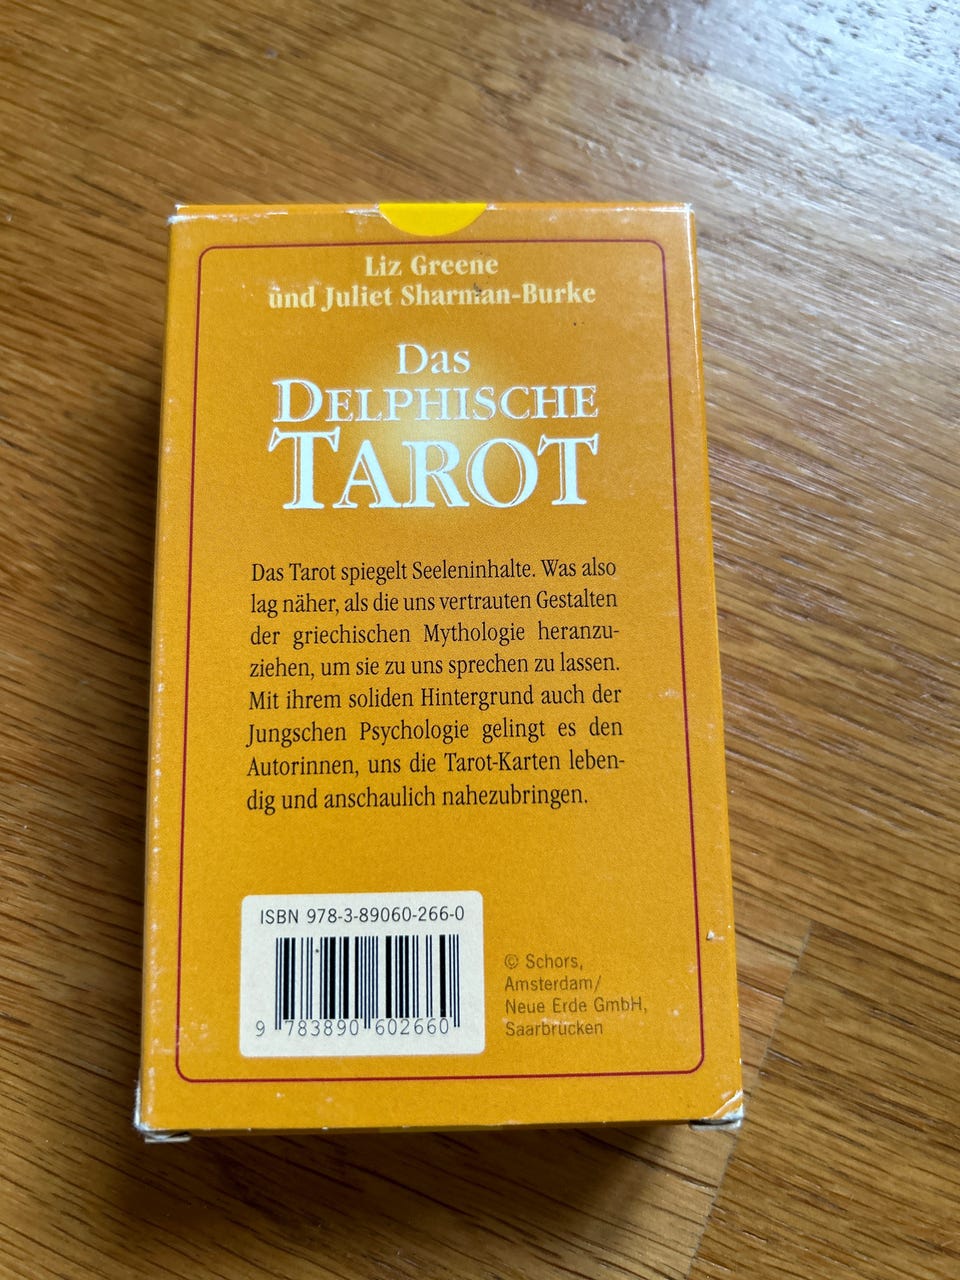 Liz Greene
und Juliet Sharman-Burke
Das
DELPHISCHE
TAROT
Das Tarot spiegelt Seeleninhalte. Was also
lag näher, als die uns vertrauten Gestalten
der griechischen Mythologie heranzu-
ziehen, um sie zu uns sprechen zu lassen.
Mit ihrem soliden Hintergrund auch der
Jungschen Psychologie gelingt es den
Autorinnen, uns die Tarot-Karten leben-
dig und anschaulich nahezubringen.
ISBN 978-3-89060-266-0
9 783890 602660
© Schors,
Amsterdam/
Neue Erde GmbH,
Saarbrücken